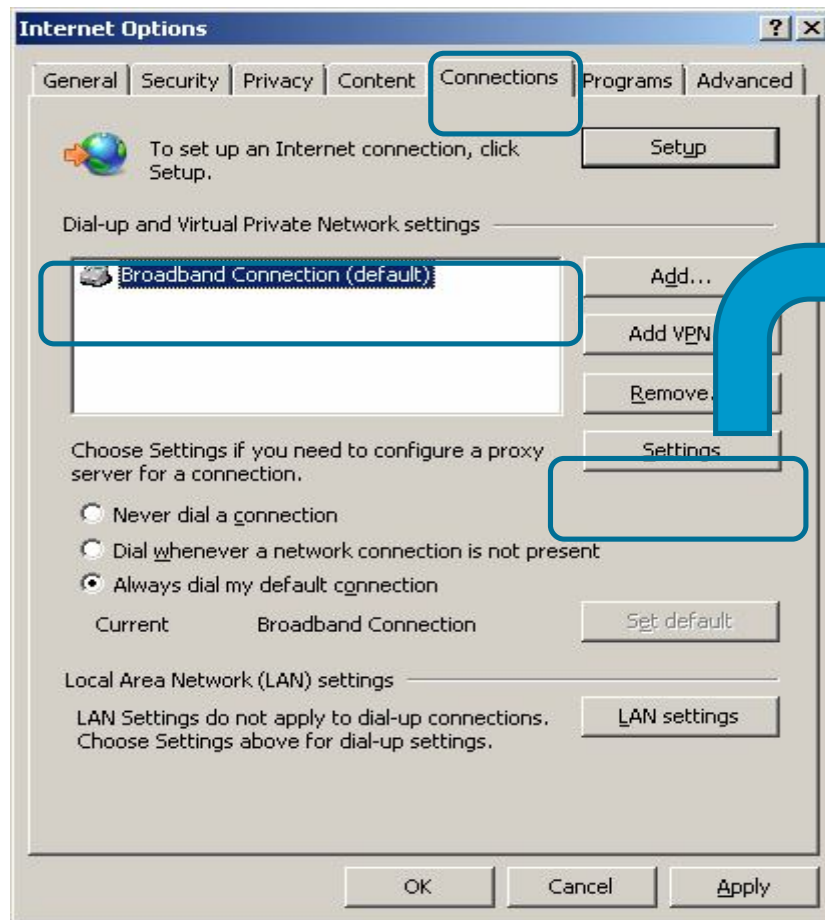 Internet Options
General Security Privacy Content Connections Programs Advanced
To set up an Internet connection, click
Setup.
Setup
Dial-up and Virtual Private Network settings
Broadband Connection (default)
Add...
Add VPN
Remove.
Choose Settings if you need to configure a proxy
server for a connection.
Settings
Never dial a connection
Dial whenever a network connection is not present
Always dial my default connection
Current Broadband Connection
Set default
Local Area Network (LAN) settings
LAN Settings do not apply to dial-up connections.
Choose Settings above for dial-up settings.
LAN settings
OK Cancel Apply